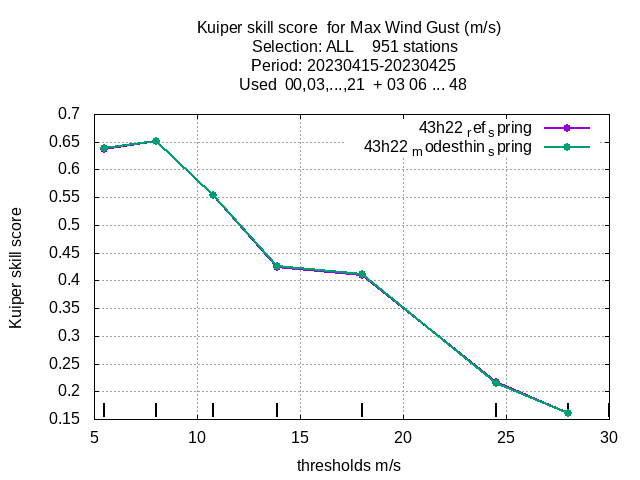 Kuiper skill score  for Max Wind Gust (m/s)
Selection: ALL    951 stations
Period: 20230415-20230425
Used  00,03,...,21  + 03 06 ... 48
0.7
0.65
0.6
0.55
0.5
0.45
0.4
0.35
0.3
0.25
0.2
0.15
Kuiper skill score
43h22 ref spring
43h22 modesthin spring
5 10 15 20 25 30
thresholds m/s